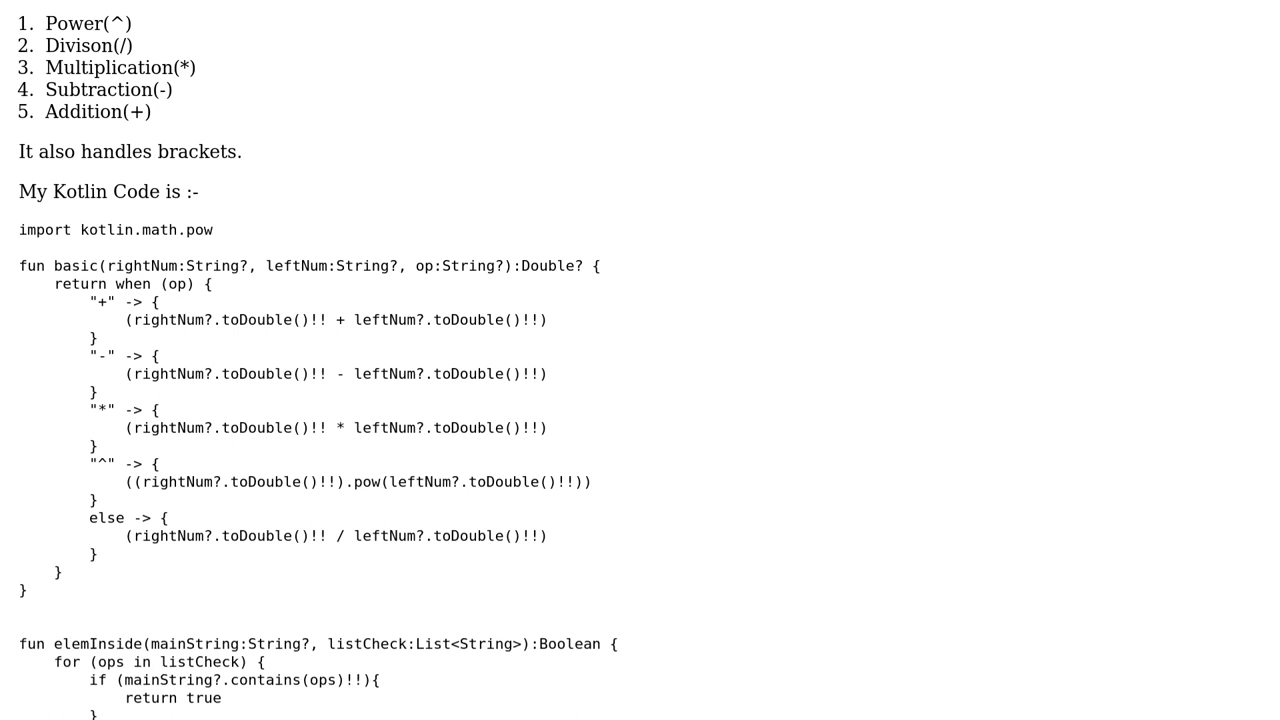 1. Power(^)
2. Divison(/)
3. Multiplication(*)
4. Subtraction(-)
5. Addition(+)
It also handles brackets.
My Kotlin Code is :-
import kotlin.math.pow
fun basic(rightNum:String?, leftNum:String?, op:String?):Double? {
    return when (op) {
        "+" -> {
            (rightNum?.toDouble()!! + leftNum?.toDouble()!!)
        }
        "-" -> {
            (rightNum?.toDouble()!! - leftNum?.toDouble()!!)
        }
        "*" -> {
            (rightNum?.toDouble()!! * leftNum?.toDouble()!!)
        }
        "^" -> {
            ((rightNum?.toDouble()!!).pow(leftNum?.toDouble()!!))
        }
        else -> {
            (rightNum?.toDouble()!! / leftNum?.toDouble()!!)
        }
    }
}
fun elemInside(mainString:String?, listCheck:List<String>):Boolean {
    for (ops in listCheck) {
        if (mainString?.contains(ops)!!){
            return true
        }